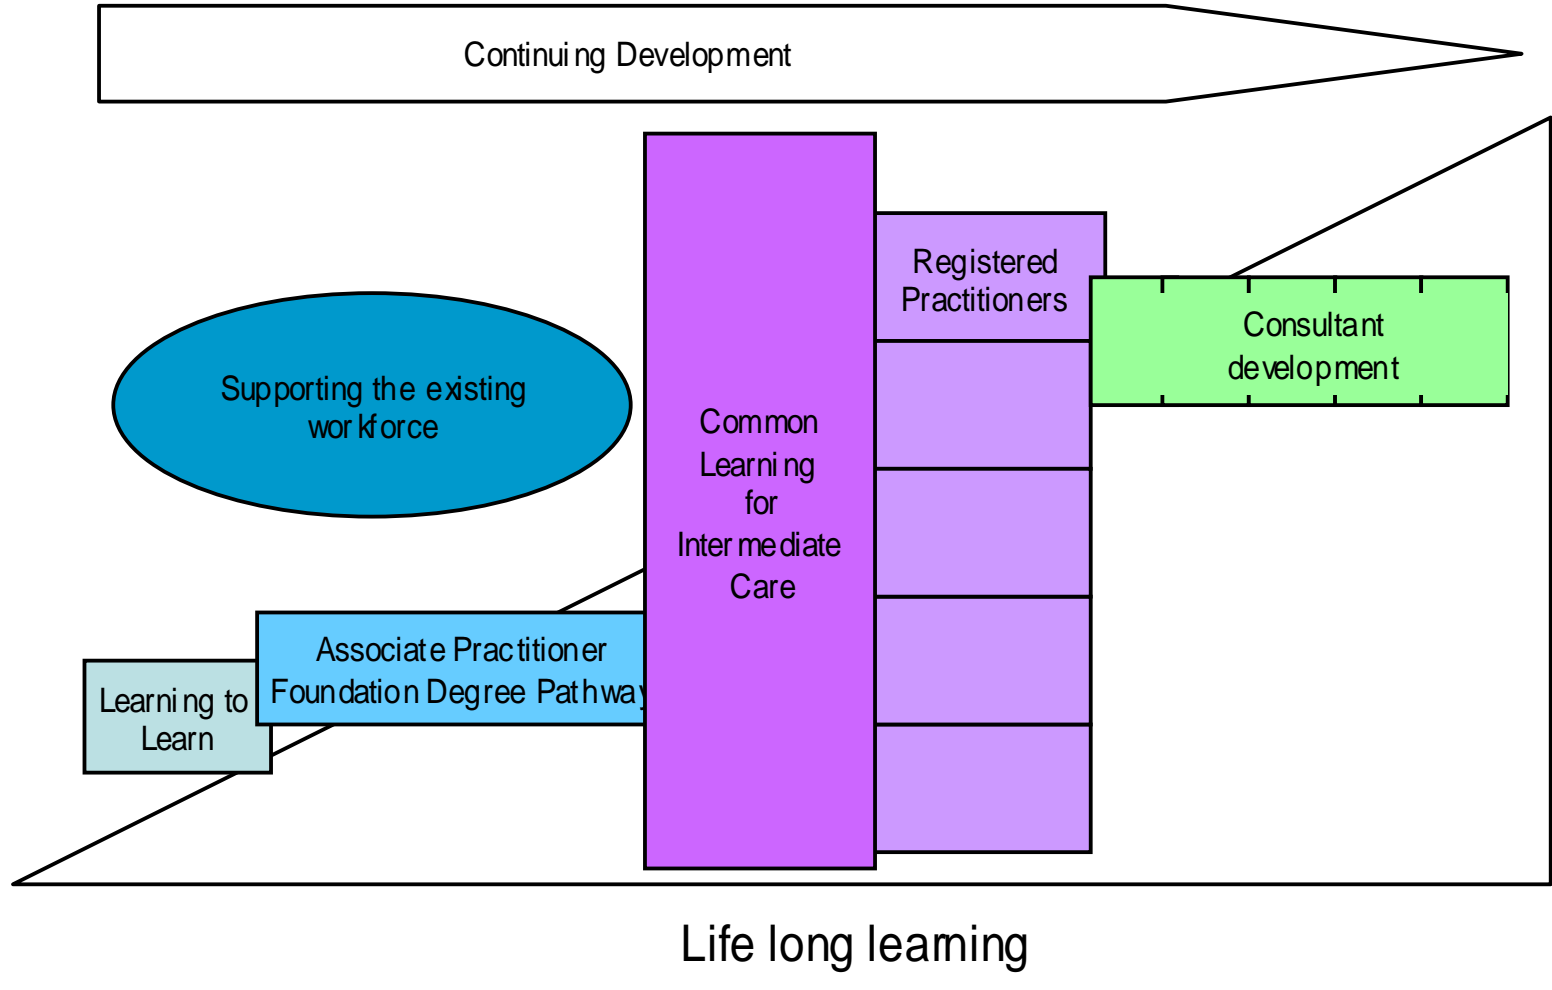 Continuing Development
Registered
Practitioners
Consultant
development
Supporting the existing
workforce
Common
Learning
for
Intermediate
Care
Associate Practitioner
Foundation Degree Pathway
Learning to
Learn
Life long learning